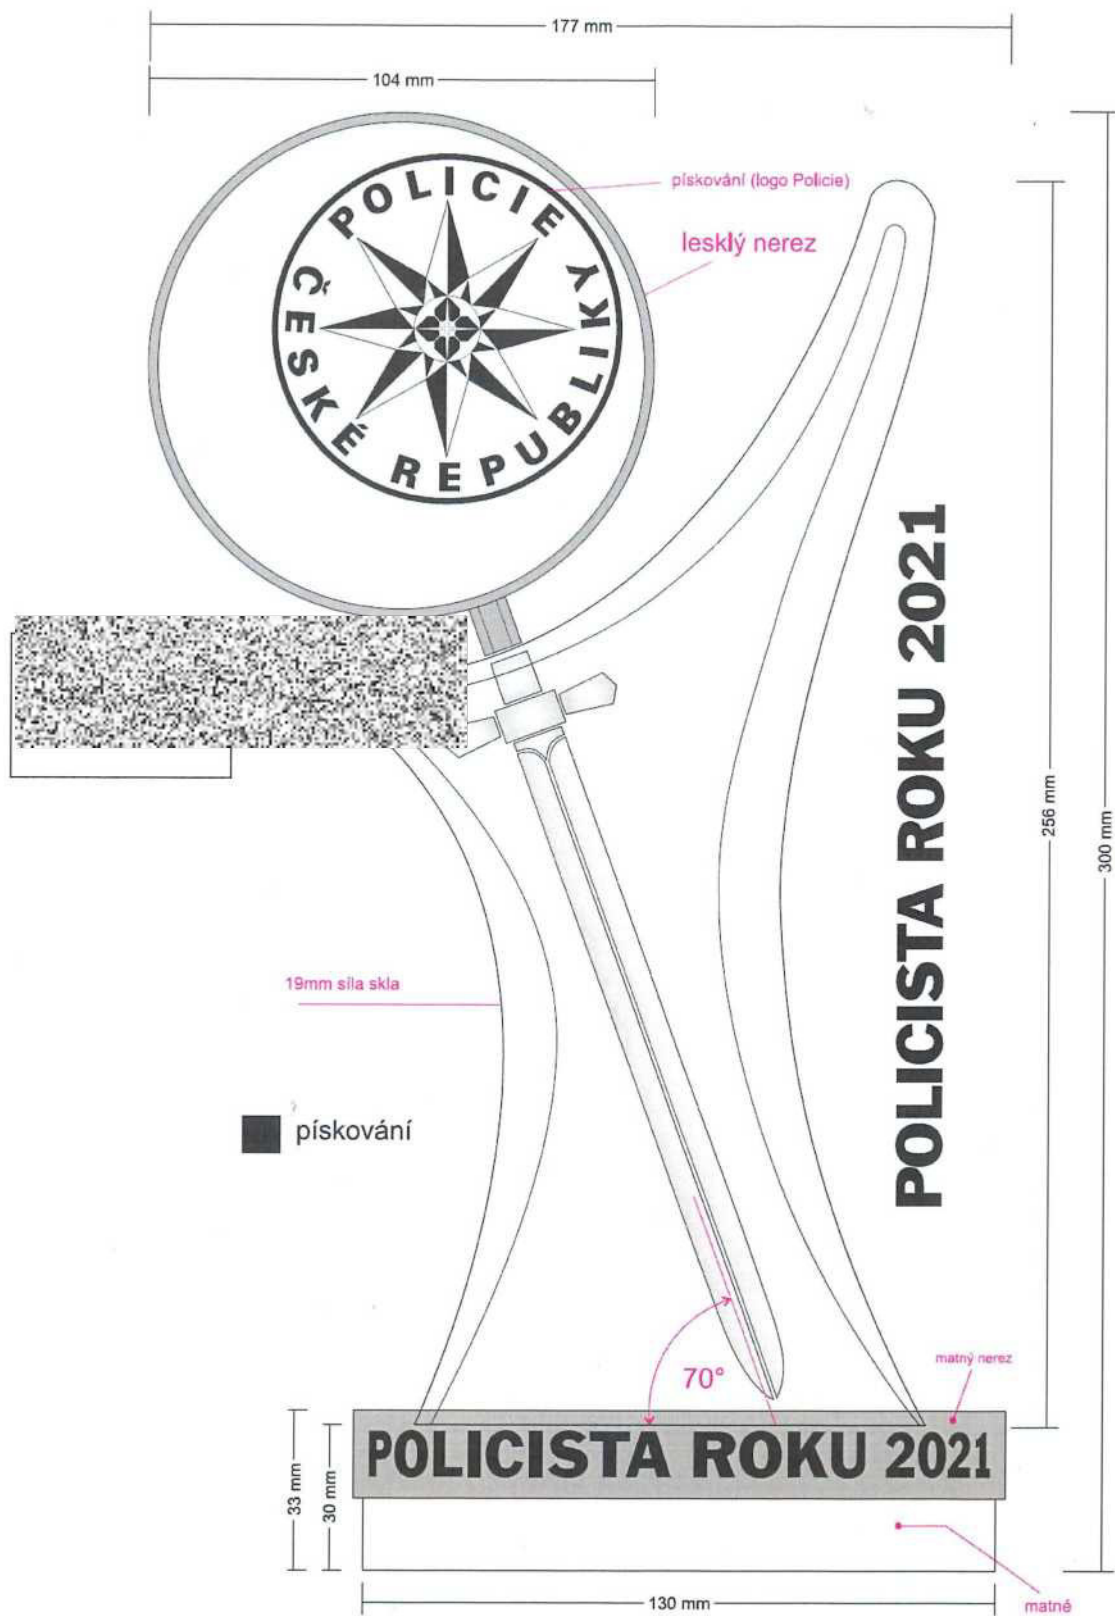 177 mm
104 mm
POLICIE
ČESKÉ REPUBLIKY
pískování (logo Policie)
lesklý nerez
POLICISTA ROKU 2021
256 mm
300 mm
19mm síla skla
pískování
70°
matný nerez
POLICISTA ROKU 2021
33 mm
30 mm
130 mm
matné